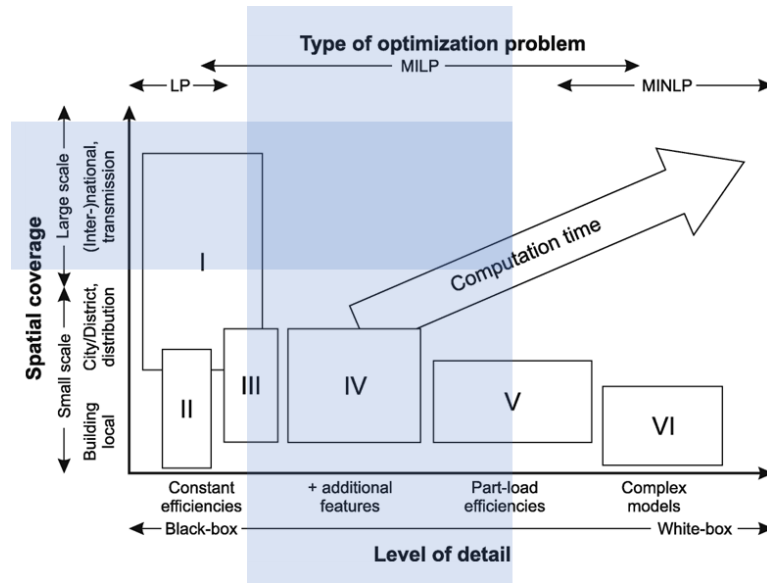 Type of optimization problem
MILP
LP
MINLP
Spatial coverage
Large scale
Small scale
(Inter-)national,
transmission
City/District,
distribution
Building
local
I
II
III
IV
V
VI
Computation time
Constant
efficiencies
+ additional
features
Part-load
efficiencies
Complex
models
Black-box
White-box
Level of detail